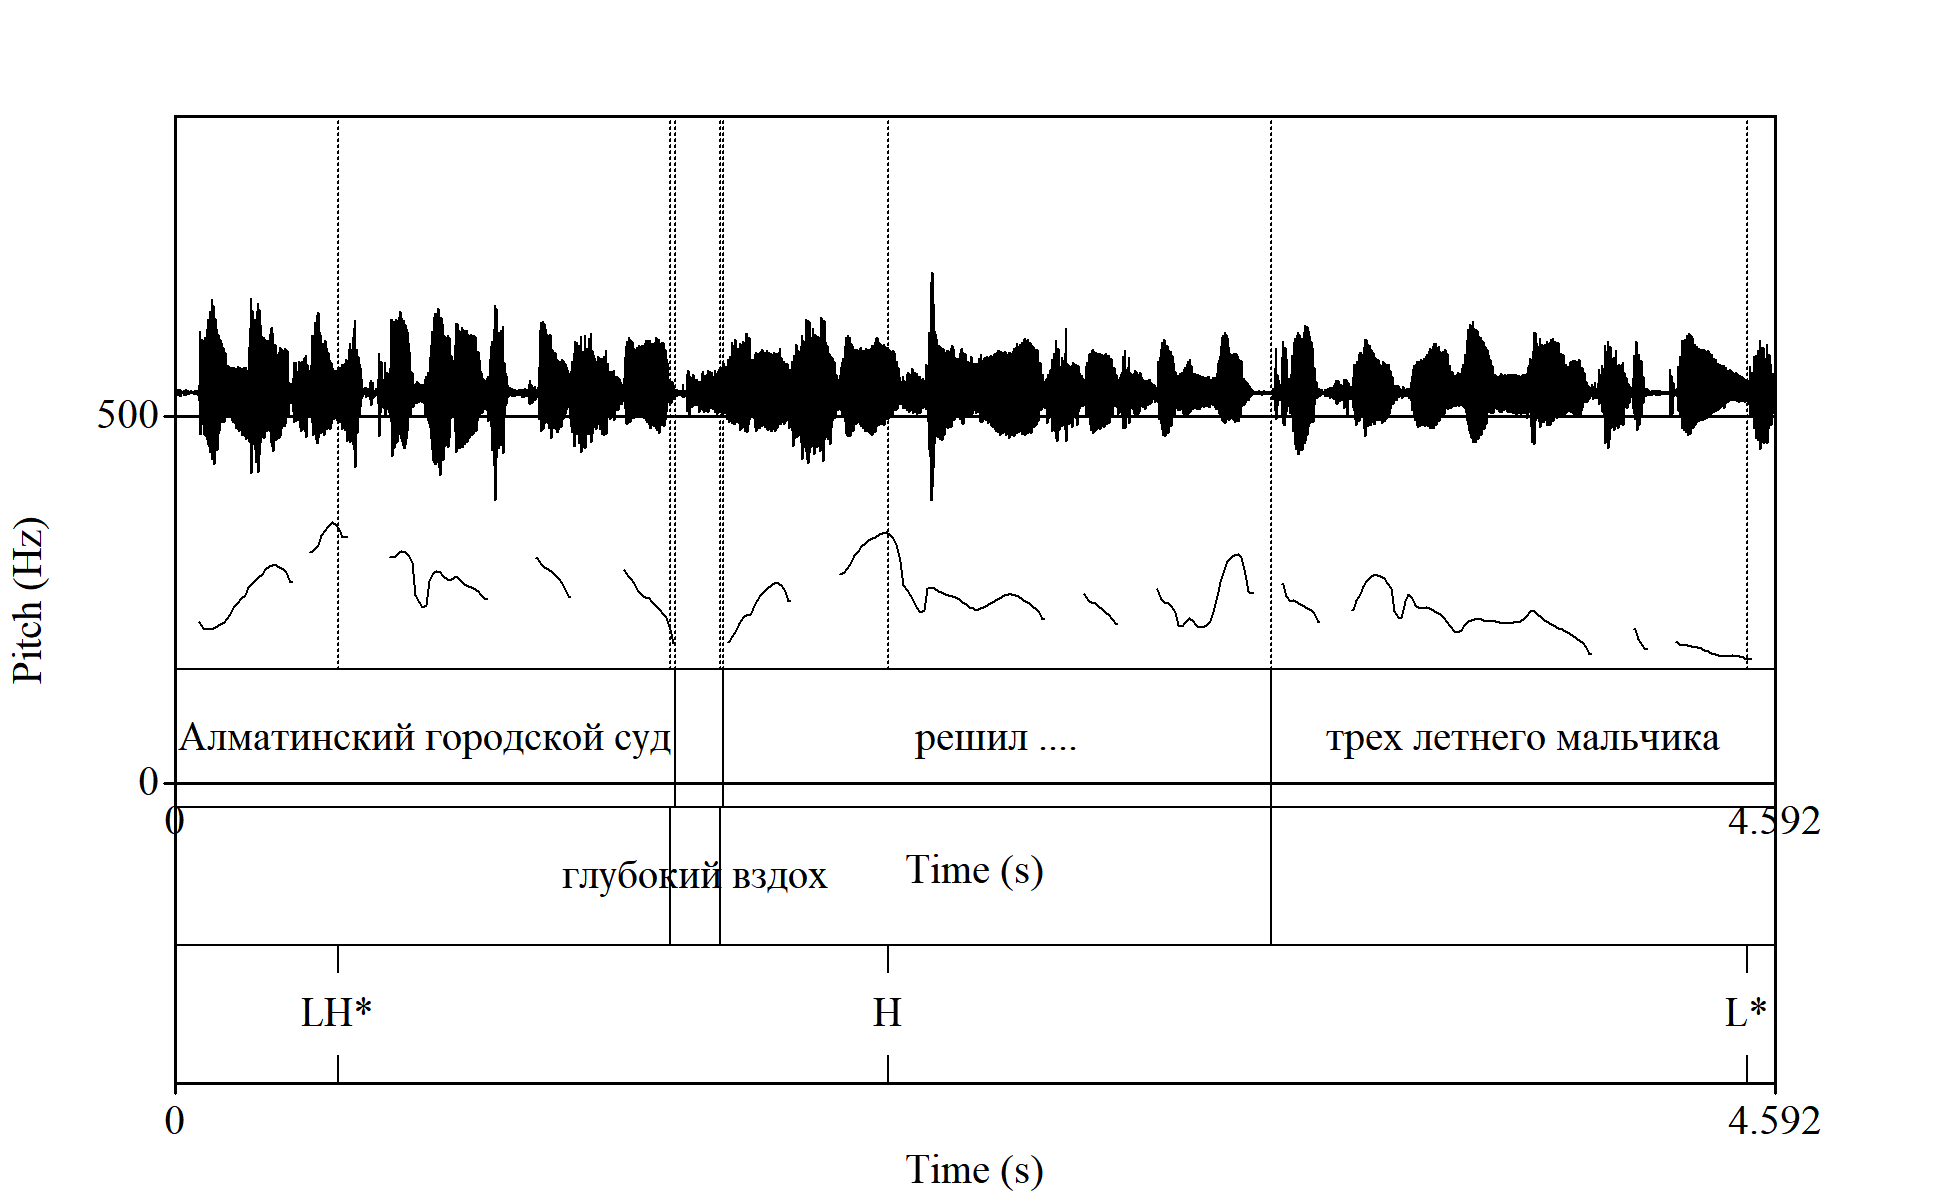 500
Pitch (Hz)
Алматинский городской суд
решил ....
трех летнего мальчика
0
0
4.592
глубокий вздох
Time (s)
LH*
H
L*
0
4.592
Time (s)